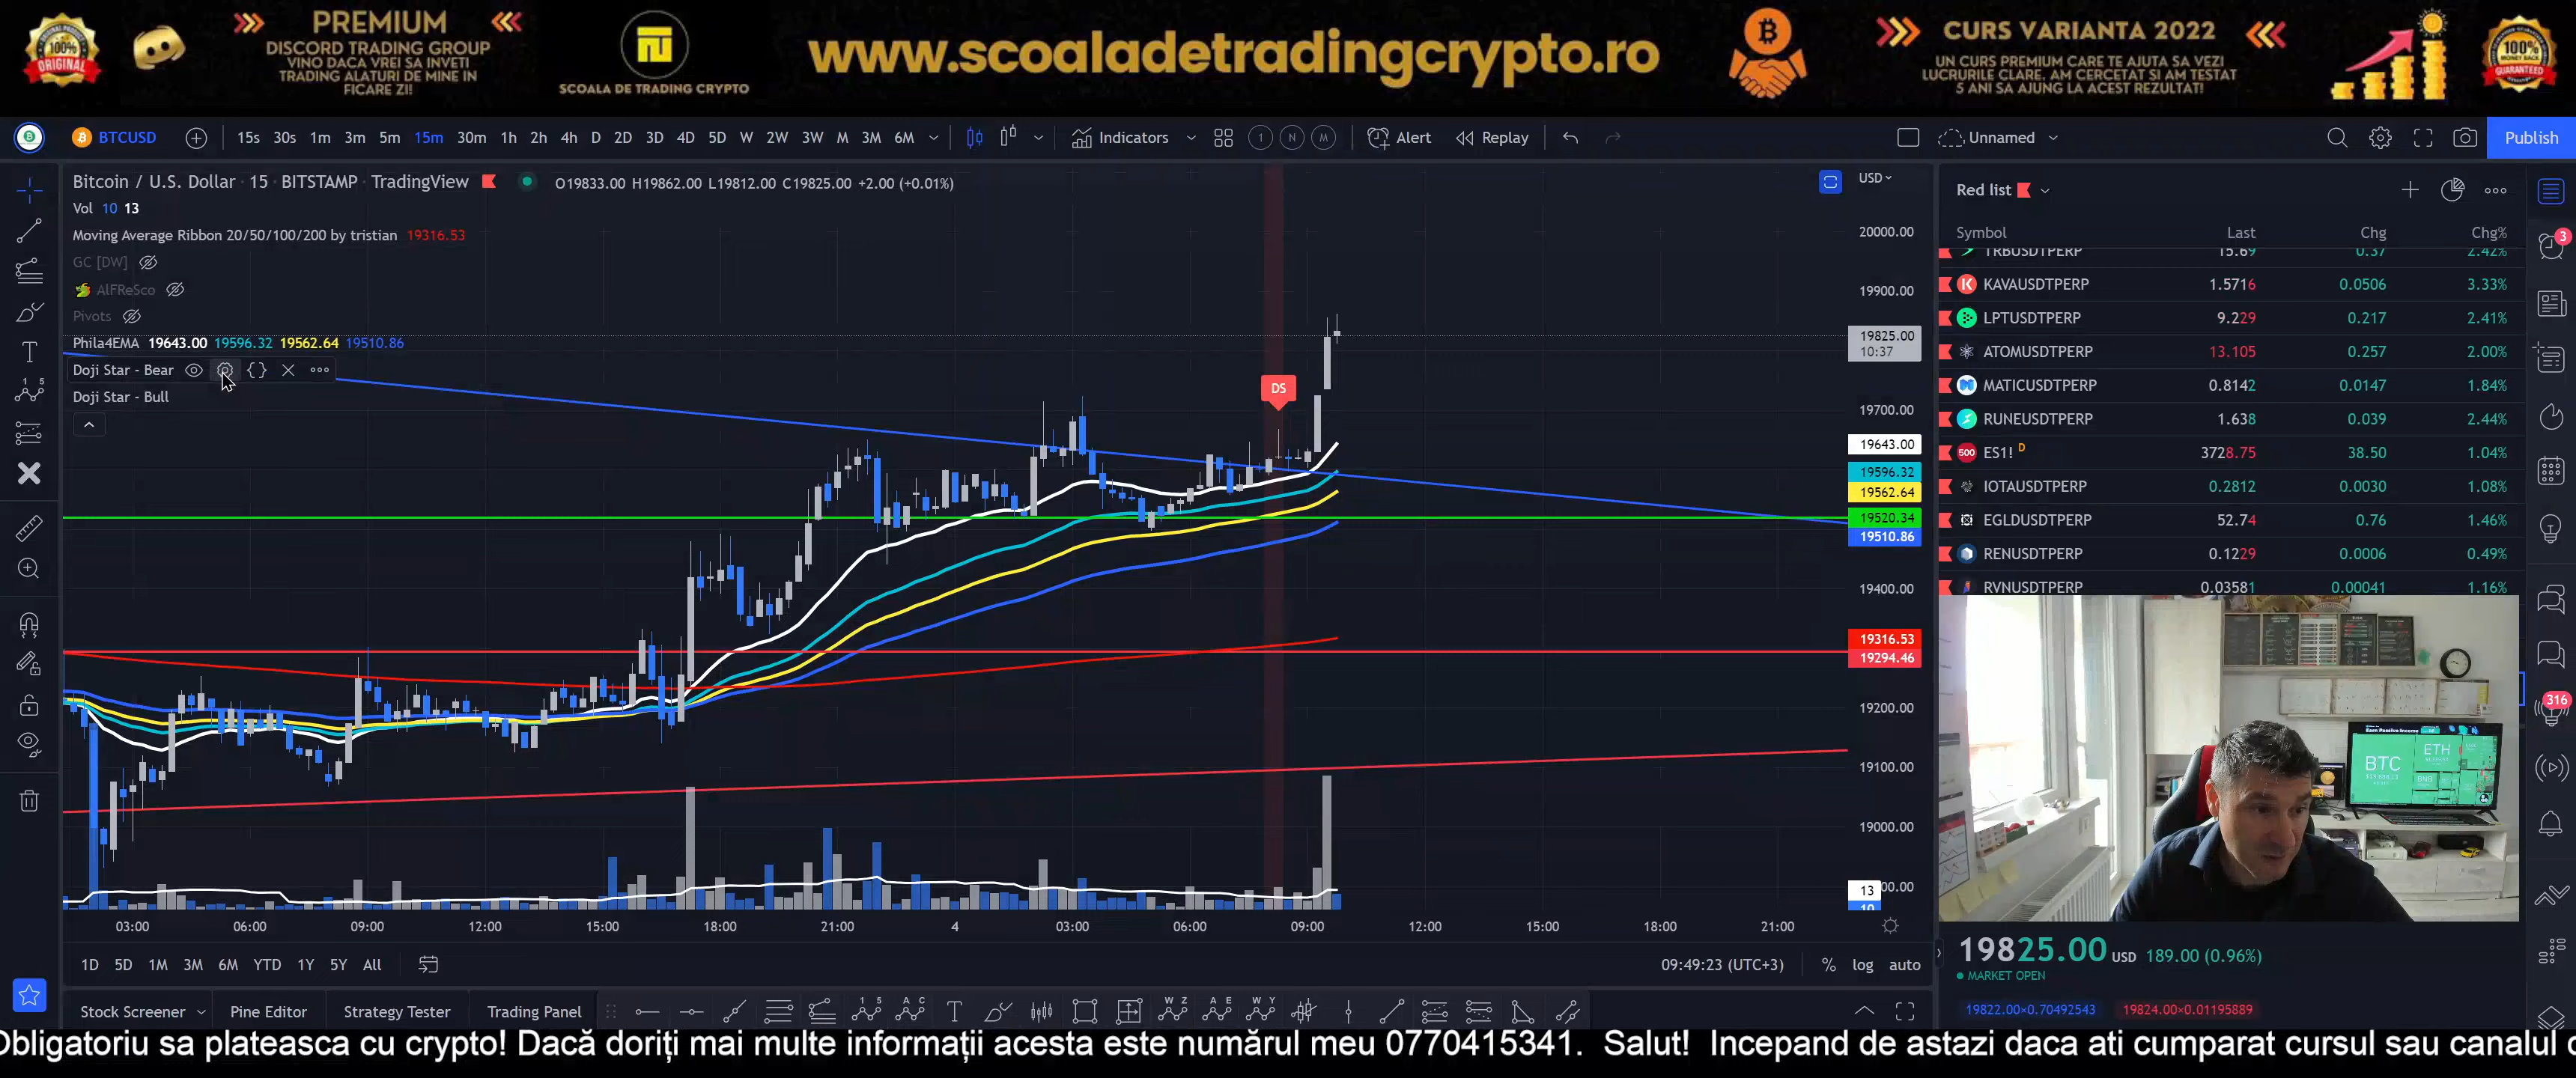 PREMIUM
DISCORD TRADING GROUP
VINO DACA VREI SA INVETI
TRADING ALATURI DE MINE IN
FICARE ZI!
100%
ORIGINAL
SCOALA DE TRADING CRYPTO
www.scoaladetradingcrypto.ro
CURS VARIANTA 2022
UN CURS PREMIUM CARE TE AJUTA SA VEZI
LUCRURILE CLARE. AM CERCETAT SI AM TESTAT
5 ANI SA AJUNG LA ACEST REZULTAT!
100%
GUARANTEED
BTCUSD 15s 30s 1m 3m 5m 15m 30m 1h 2h 4h D 2D 3D 4D 5D W 2W 3W M 3M 6M Indicators 1 N M Alert Replay Unnamed Publish
Bitcoin / U.S. Dollar · 15 · BITSTAMP · TradingView O19833.00 H19862.00 L19812.00 C19825.00 +2.00 (+0.01%)
Vol 10 13
Moving Average Ribbon 20/50/100/200 by tristian 19316.53
GC [DW]
AlFReSco
Pivots
Phila4EMA 19643.00 19596.32 19562.64 19510.86
Doji Star - Bear
Doji Star - Bull
DS
USD
20000.00
19900.00
19825.00
10:37
19700.00
19643.00
19596.32
19562.64
19520.34
19510.86
19400.00
19316.53
19294.46
19200.00
19100.00
19000.00
13
10
03:00 06:00 09:00 12:00 15:00 18:00 21:00 4 03:00 06:00 09:00 12:00 15:00 18:00 21:00
1D 5D 1M 3M 6M YTD 1Y 5Y All 09:49:23 (UTC+3) % log auto
Stock Screener Pine Editor Strategy Tester Trading Panel
Red list
Symbol Last Chg Chg%
TRBUSDTPERP 15.69 0.37 2.42%
KAVAUSDTPERP 1.5716 0.0506 3.33%
LPTUSDTPERP 9.229 0.217 2.41%
ATOMUSDTPERP 13.105 0.257 2.00%
MATICUSDTPERP 0.8142 0.0147 1.84%
RUNEUSDTPERP 1.638 0.039 2.44%
ES1! D 3728.75 38.50 1.04%
IOTAUSDTPERP 0.2812 0.0030 1.08%
EGLDUSDTPERP 52.74 0.76 1.46%
RENUSDTPERP 0.1229 0.0006 0.49%
RVNUSDTPERP 0.03581 0.00041 1.16%
3
316
BTC
ETH
BNB
19825.00 USD 189.00 (0.96%)
MARKET OPEN
19822.00×0.70492543 19824.00×0.01195889
Obligatoriu sa plateasca cu crypto! Dacă doriți mai multe informații acesta este numărul meu 0770415341. Salut! Incepand de astazi daca ati cumparat cursul sau canalul